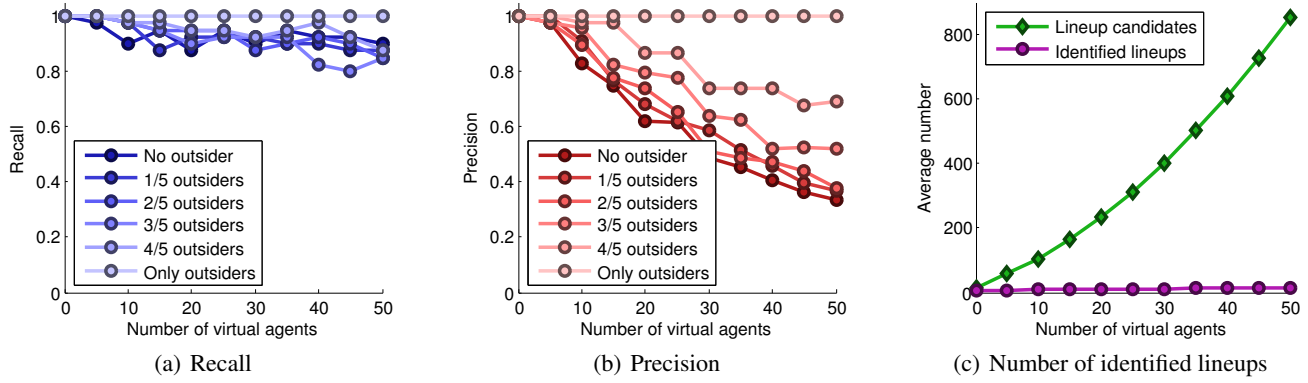 1
0.8
0.6
0.4
0.2
0
Recall
No outsider
1/5 outsiders
2/5 outsiders
3/5 outsiders
4/5 outsiders
Only outsiders
0 10 20 30 40 50
Number of virtual agents
(a) Recall
1
0.8
0.6
0.4
0.2
0
Precision
No outsider
1/5 outsiders
2/5 outsiders
3/5 outsiders
4/5 outsiders
Only outsiders
0 10 20 30 40 50
Number of virtual agents
(b) Precision
800
600
400
200
0
Average number
Lineup candidates
Identified lineups
0 10 20 30 40 50
Number of virtual agents
(c) Number of identified lineups